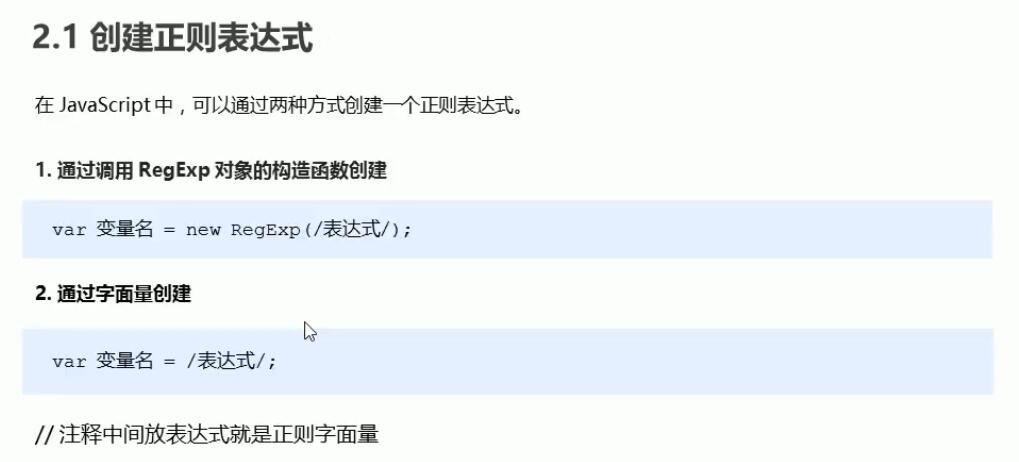 2.1 创建正则表达式
在 JavaScript 中，可以通过两种方式创建一个正则表达式。
1. 通过调用 RegExp 对象的构造函数创建
var 变量名 = new RegExp(/表达式/);
2. 通过字面量创建
var 变量名 = /表达式/;
// 注释中间放表达式就是正则字面量